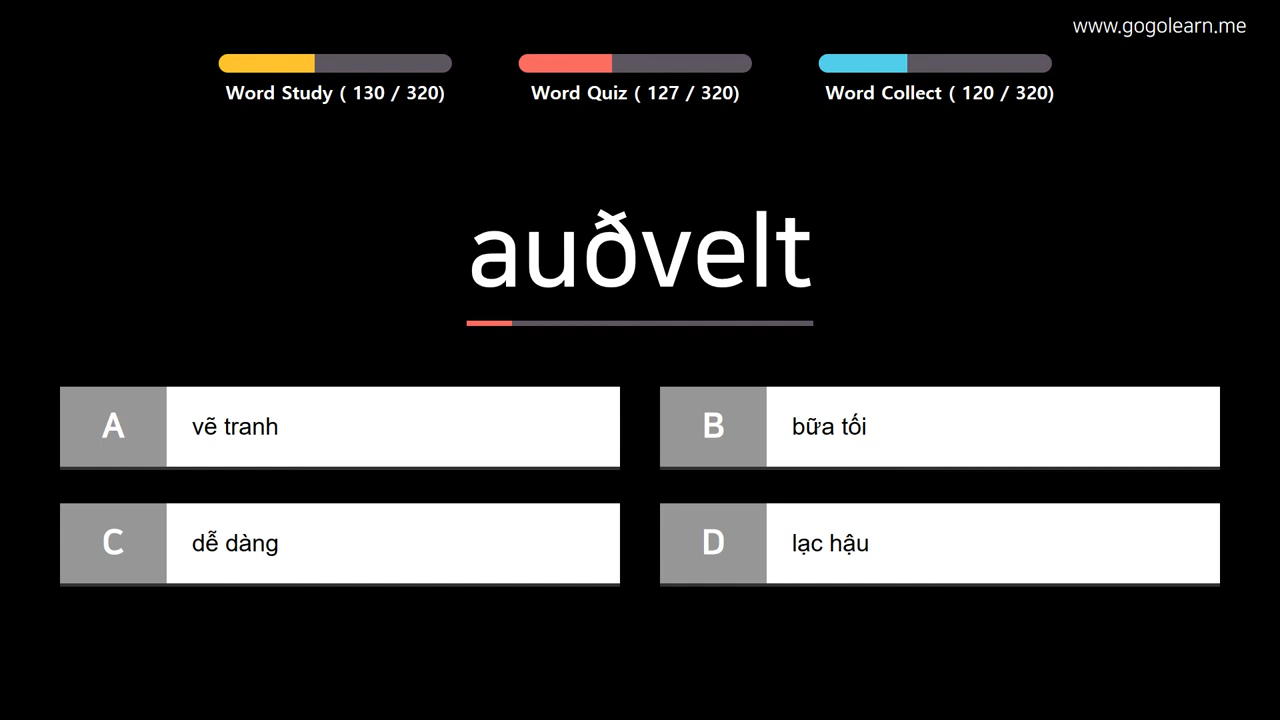 www.gogolearn.me
Word Study ( 130 / 320)
Word Quiz ( 127 / 320)
Word Collect ( 120 / 320)
auðvelt
A vẽ tranh
B bữa tối
C dễ dàng
D lạc hậu